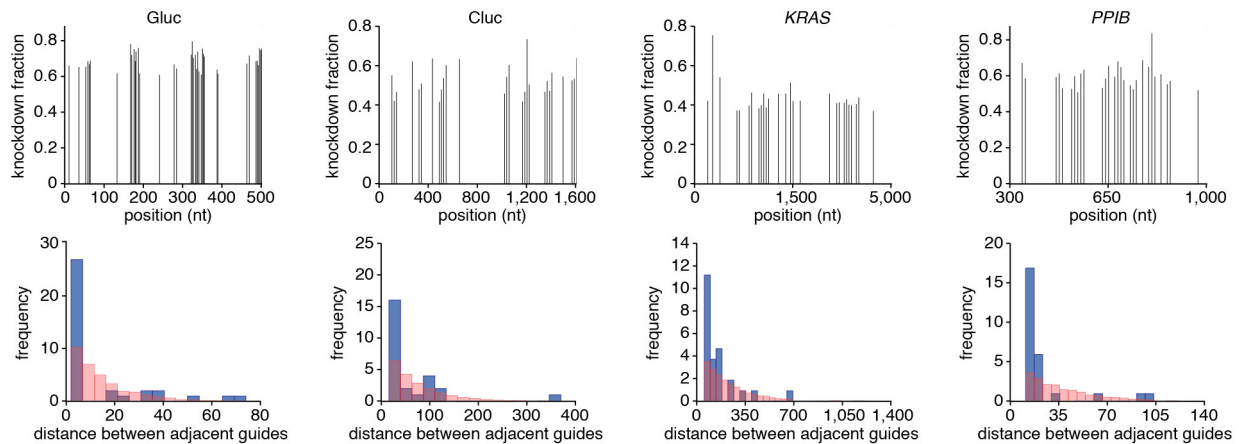 Gluc
knockdown fraction
0.8
0.6
0.4
0.2
0
0 100 200 300 400 500
position (nt)
Cluc
knockdown fraction
0.8
0.6
0.4
0.2
0
0 400 800 1,200 1,600
position (nt)
KRAS
knockdown fraction
0.8
0.6
0.4
0.2
0
0 1,500 5,000
position (nt)
PPIB
knockdown fraction
0.8
0.6
0.4
0.2
0
300 650 1,000
position (nt)
frequency
30
20
10
0
0 20 40 60 80
distance between adjacent guides
frequency
25
20
15
10
5
0
0 100 200 300 400
distance between adjacent guides
frequency
14
12
10
8
6
4
2
0
0 350 700 1,050 1,400
distance between adjacent guides
frequency
20
15
10
5
0
0 35 70 105 140
distance between adjacent guides